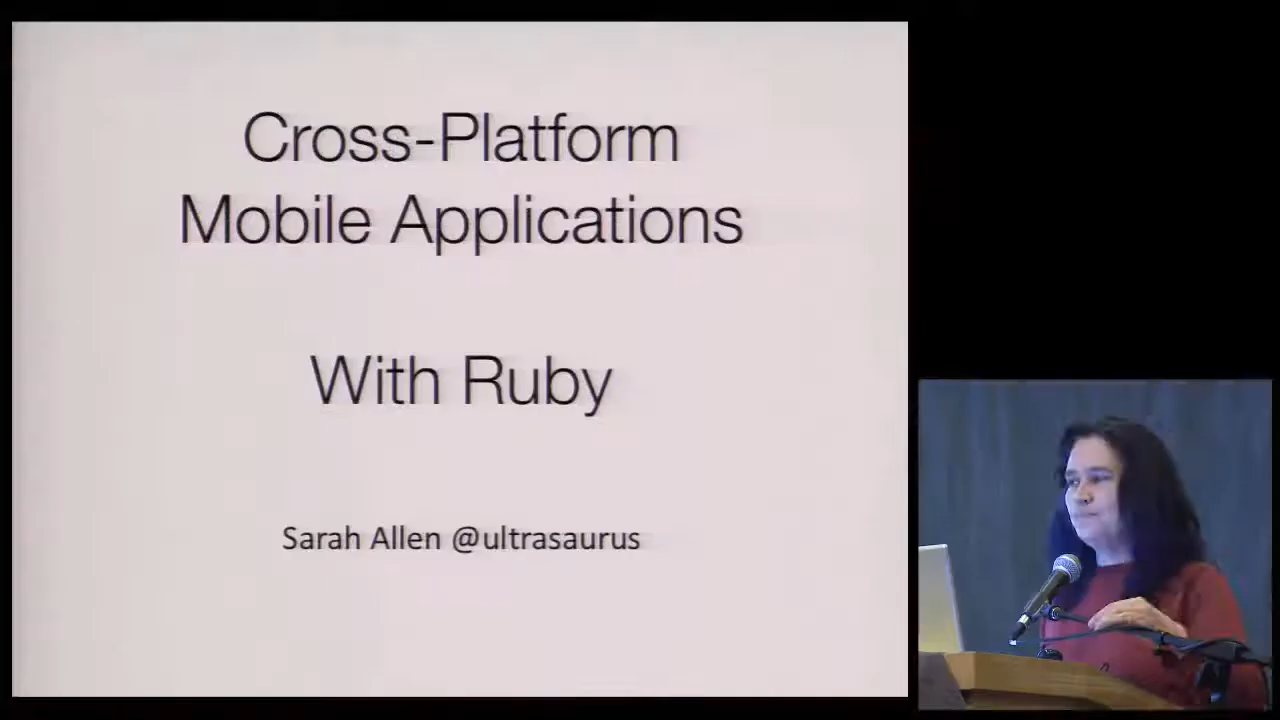 Cross-Platform
Mobile Applications
With Ruby
Sarah Allen @ultrasaurus